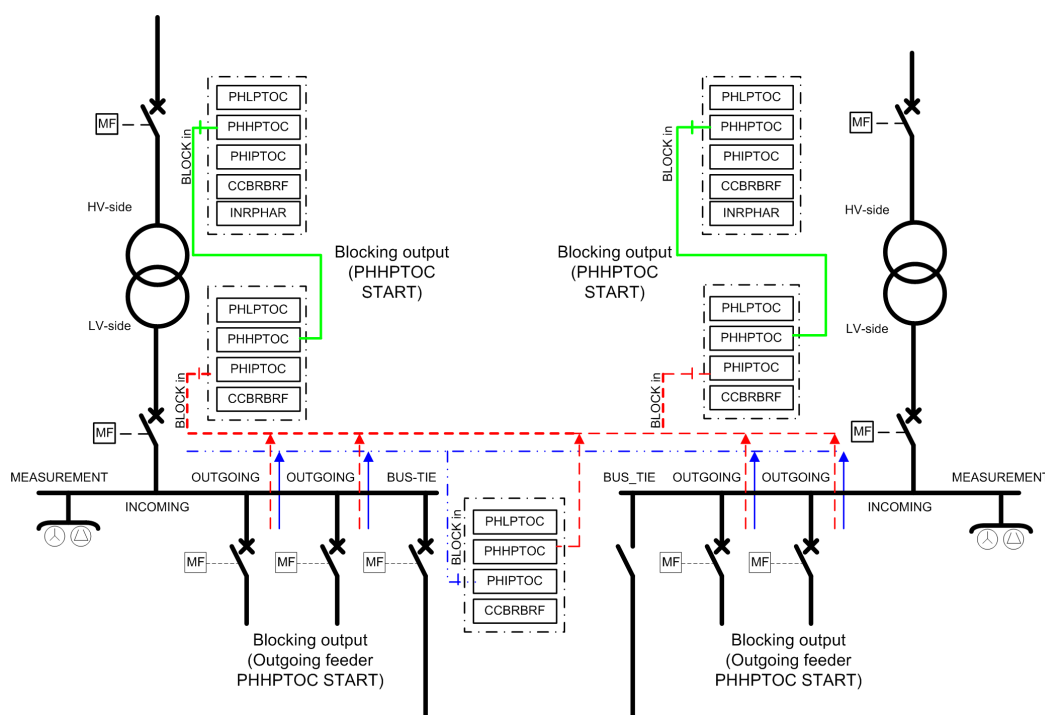 PHLPTOC
PHHPTOC
PHIPTOC
CCBRBRF
INRPHAR
BLOCK in
MF
HV-side
LV-side
Blocking output
(PHHPTOC
START)
PHLPTOC
PHHPTOC
PHIPTOC
CCBRBRF
BLOCK in
MF
PHLPTOC
PHHPTOC
PHIPTOC
CCBRBRF
INRPHAR
BLOCK in
MF
HV-side
LV-side
Blocking output
(PHHPTOC
START)
PHLPTOC
PHHPTOC
PHIPTOC
CCBRBRF
BLOCK in
MF
MEASUREMENT
OUTGOING
OUTGOING
BUS-TIE
INCOMING
BUS_TIE
OUTGOING
OUTGOING
MEASUREMENT
INCOMING
MF
MF
MF
BLOCK in
PHLPTOC
PHHPTOC
PHIPTOC
CCBRBRF
MF
MF
Blocking output
(Outgoing feeder
PHHPTOC START)
Blocking output
(Outgoing feeder
PHHPTOC START)